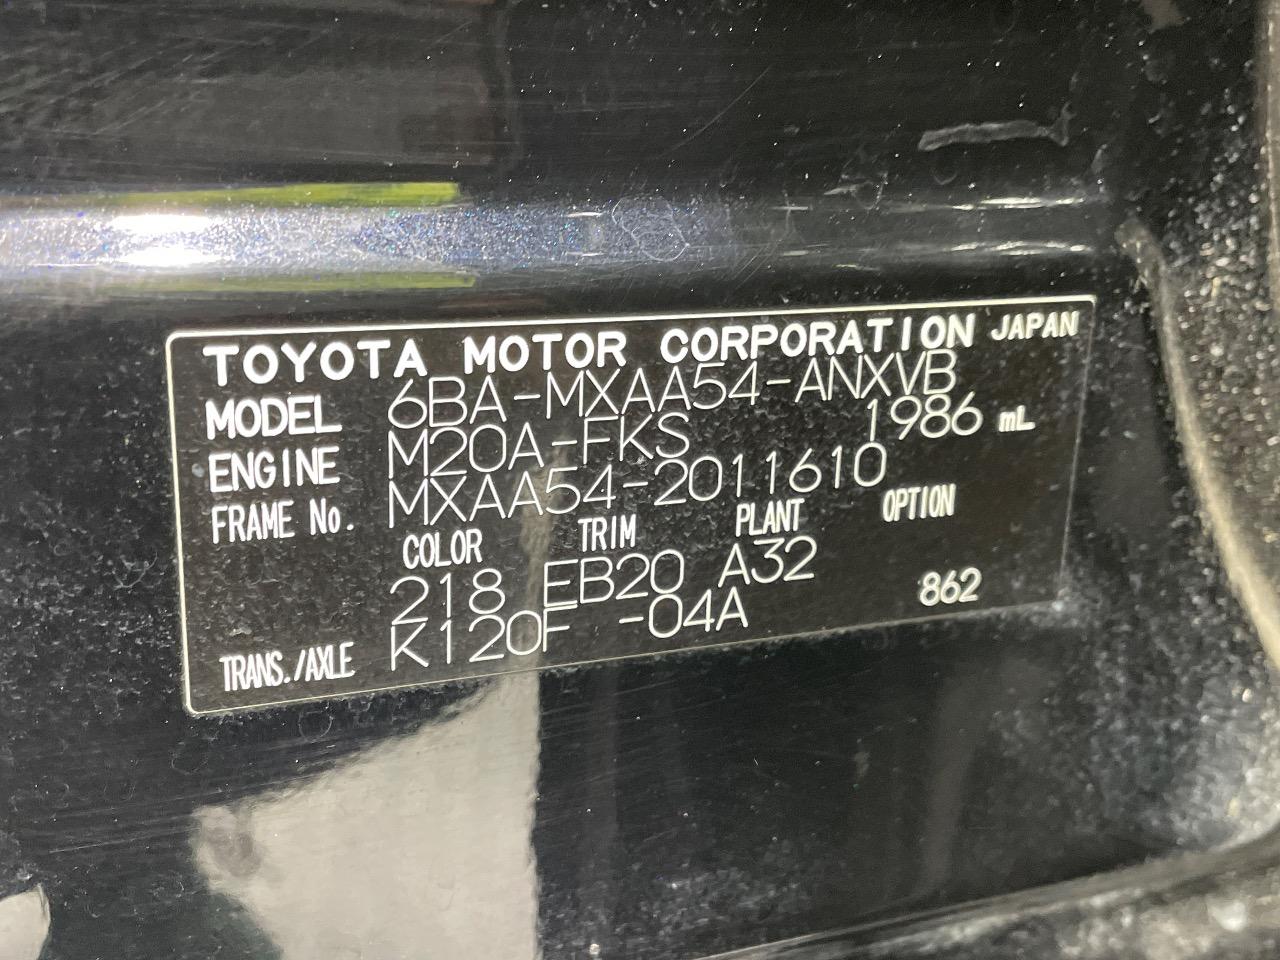 TOYOTA MOTOR CORPORATION JAPAN
MODEL 6BA-MXAA54-ANXVB
ENGINE M20A-FKS 1986 mL
FRAME No. MXAA54-2011610
COLOR TRIM PLANT OPTION
218 EB20 A32
TRANS./AXLE K120F -04A 862